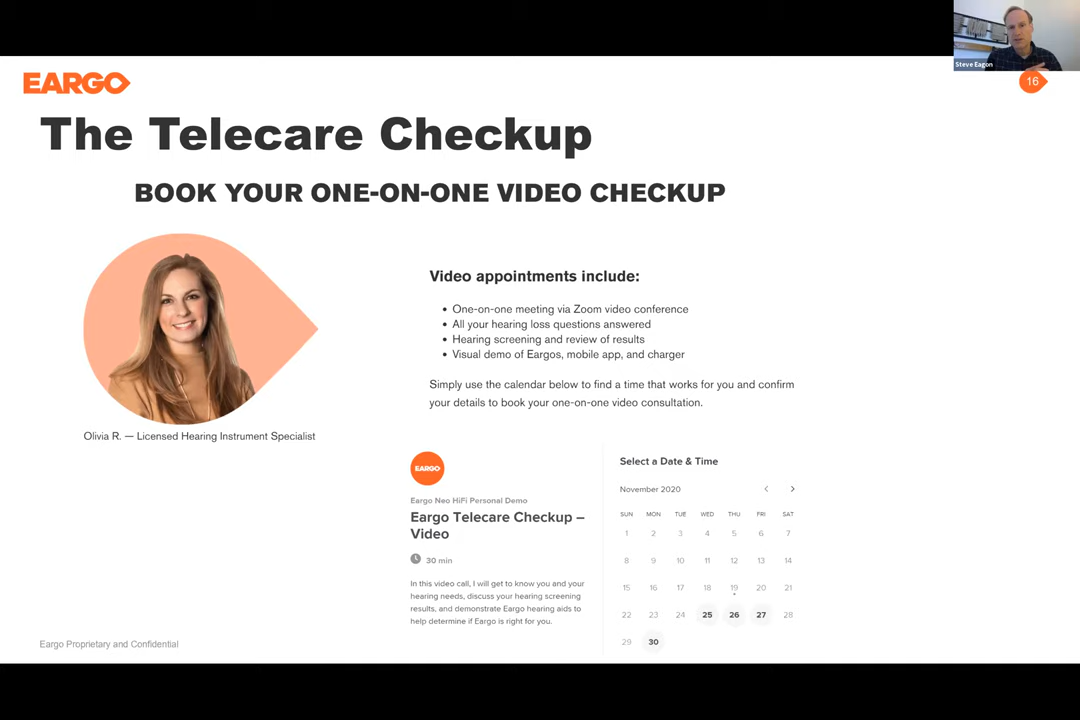 Steve Eagon
EARGO
16
The Telecare Checkup
BOOK YOUR ONE-ON-ONE VIDEO CHECKUP
Video appointments include:
• One-on-one meeting via Zoom video conference
• All your hearing loss questions answered
• Hearing screening and review of results
• Visual demo of Eargos, mobile app, and charger
Simply use the calendar below to find a time that works for you and confirm
your details to book your one-on-one video consultation.
Olivia R. — Licensed Hearing Instrument Specialist
EARGO
Eargo Neo HiFi Personal Demo
Eargo Telecare Checkup –
Video
30 min
In this video call, I will get to know you and your
hearing needs, discuss your hearing screening
results, and demonstrate Eargo hearing aids to
help determine if Eargo is right for you.
Select a Date & Time
November 2020 < >
SUN MON TUE WED THU FRI SAT
1 2 3 4 5 6 7
8 9 10 11 12 13 14
15 16 17 18 19 20 21
22 23 24 25 26 27 28
29 30
Eargo Proprietary and Confidential